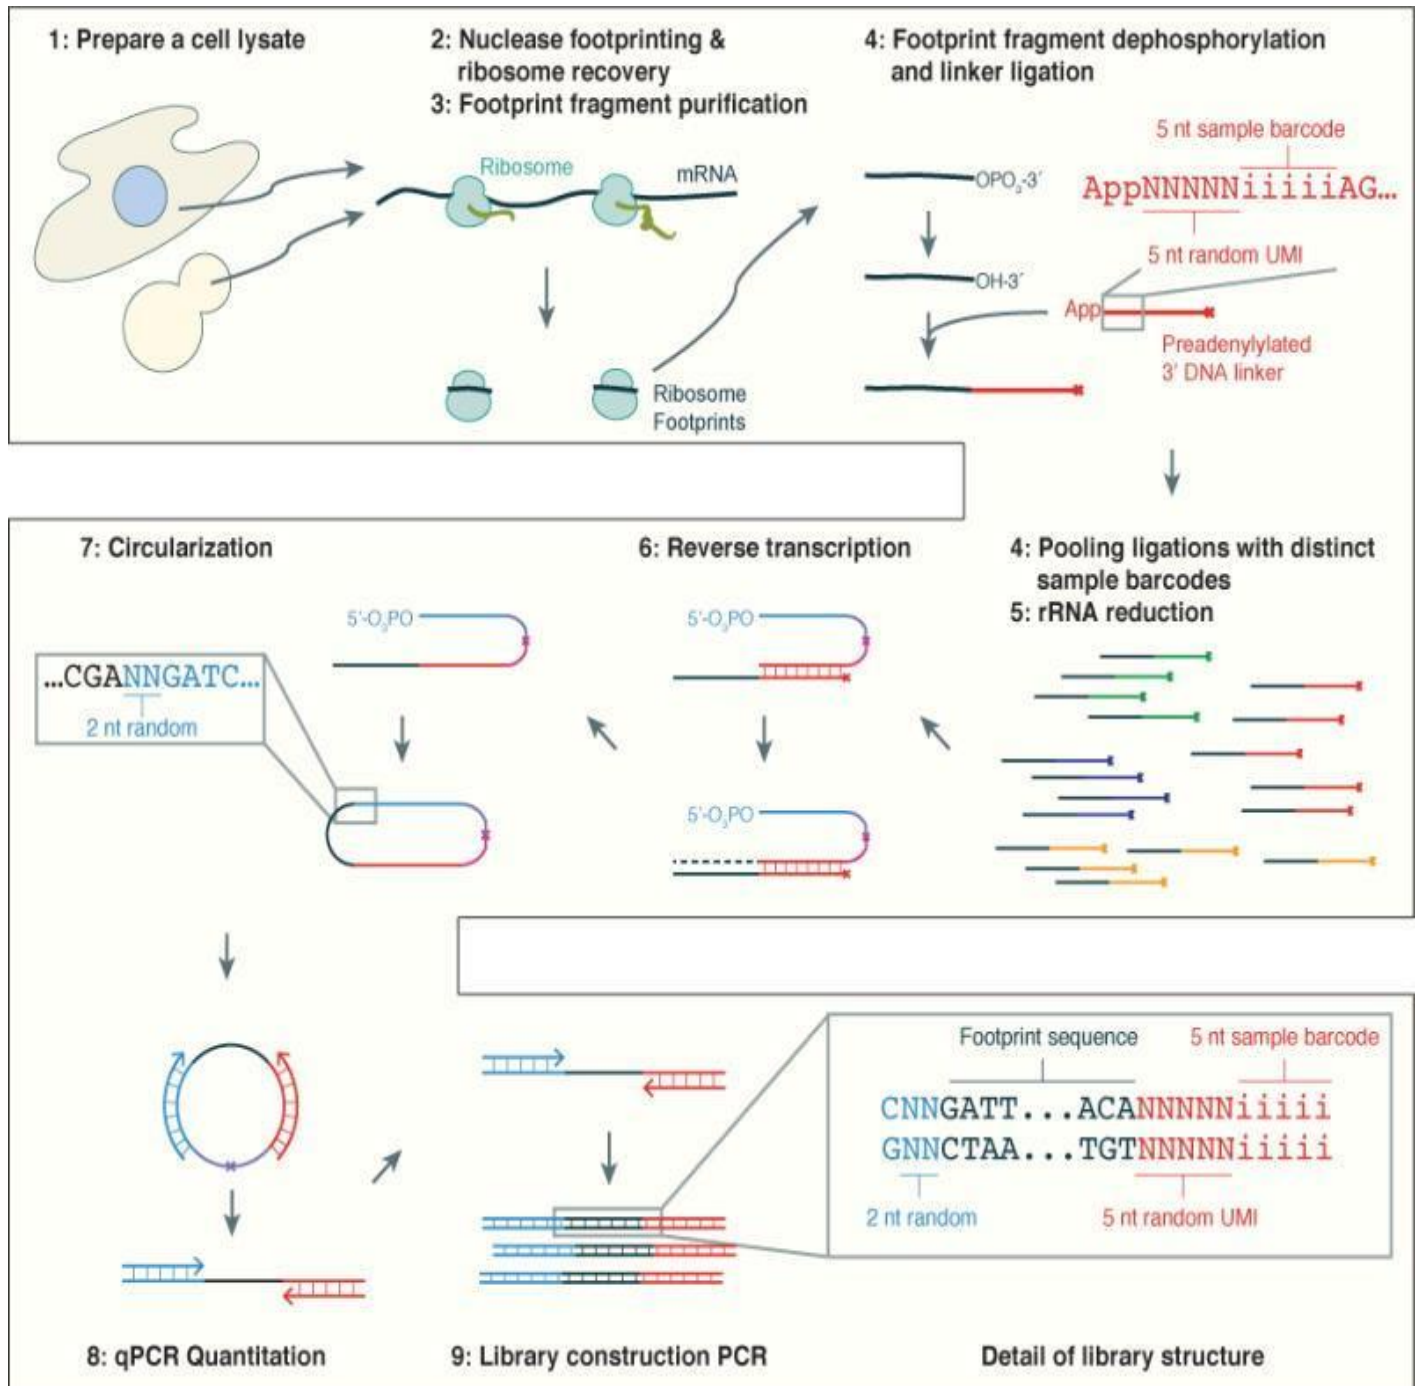 1: Prepare a cell lysate
2: Nuclease footprinting &
ribosome recovery
3: Footprint fragment purification
Ribosome
mRNA
Ribosome
Footprints
4: Footprint fragment dephosphorylation
and linker ligation
5 nt sample barcode
OPO₃-3´
AppNNNNNiiiiiAG...
5 nt random UMI
OH-3´
App
Preadenylylated
3´ DNA linker
4: Pooling ligations with distinct
sample barcodes
5: rRNA reduction
6: Reverse transcription
5´-O₃PO
5´-O₃PO
7: Circularization
5´-O₃PO
...CGANNGATC...
2 nt random
8: qPCR Quantitation
9: Library construction PCR
Footprint sequence
5 nt sample barcode
CNNGATT...ACANNNNNiiiii
GNNCTAA...TGTNNNNNiiiii
2 nt random
5 nt random UMI
Detail of library structure